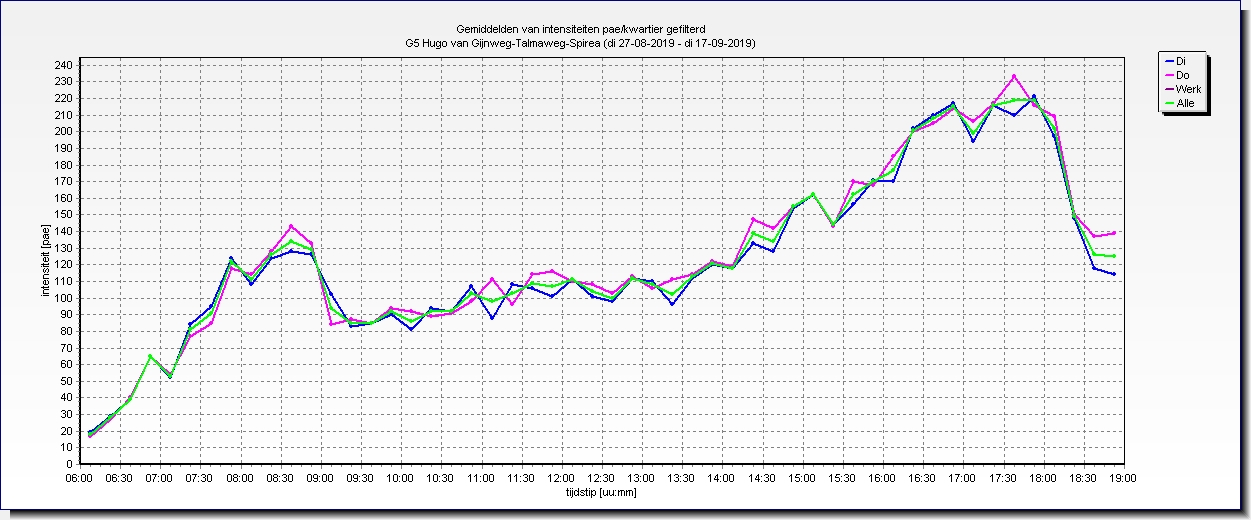 Gemiddelden van intensiteiten pae/kwartier gefilterd
G5 Hugo van Gijnweg-Talmaweg-Spirea (di 27-08-2019 - di 17-09-2019)
Di
Do
Werk
Alle
intensiteit [pae]
240
230
220
210
200
190
180
170
160
150
140
130
120
110
100
90
80
70
60
50
40
30
20
10
0
06:00 06:30 07:00 07:30 08:00 08:30 09:00 09:30 10:00 10:30 11:00 11:30 12:00 12:30 13:00 13:30 14:00 14:30 15:00 15:30 16:00 16:30 17:00 17:30 18:00 18:30 19:00
tijdstip [uu:mm]